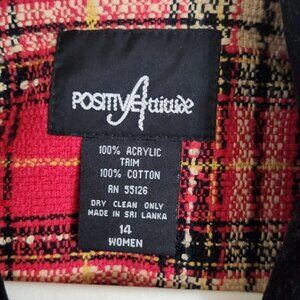 POSITIVE Attitude
100% ACRYLIC
TRIM
100% COTTON
RN 55126
DRY CLEAN ONLY
MADE IN SRI LANKA
14
WOMEN